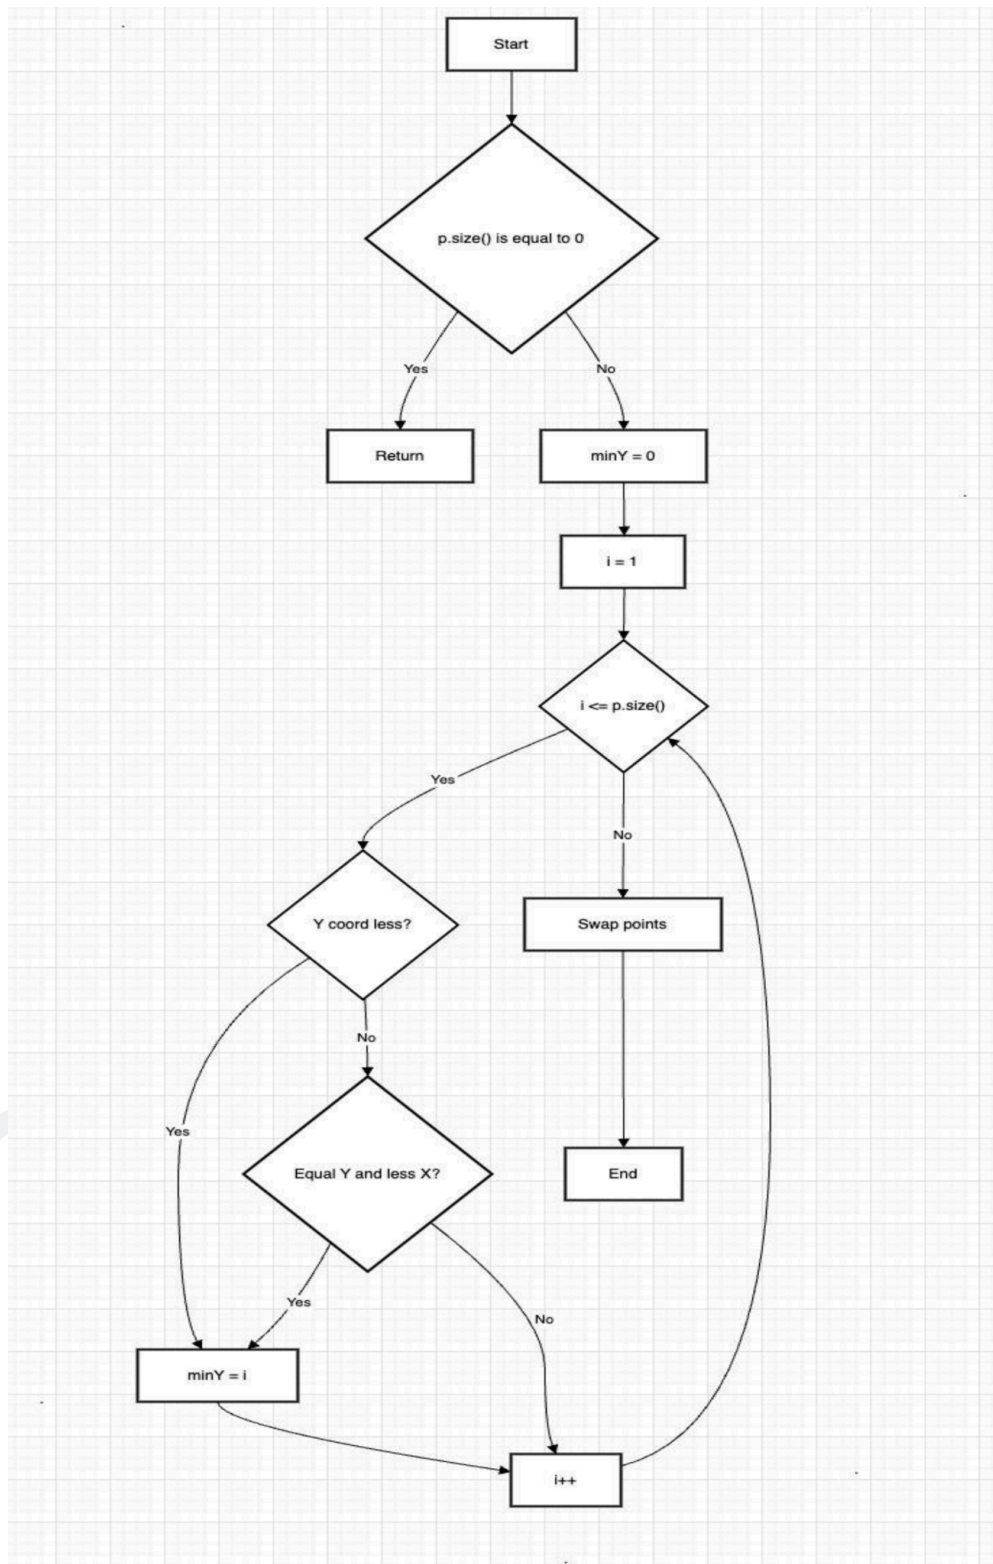 Start
p.size() is equal to 0
Yes
No
Return
minY = 0
i = 1
i <= p.size()
Yes
No
Y coord less?
Swap points
No
Yes
Equal Y and less X?
End
Yes
No
minY = i
i++